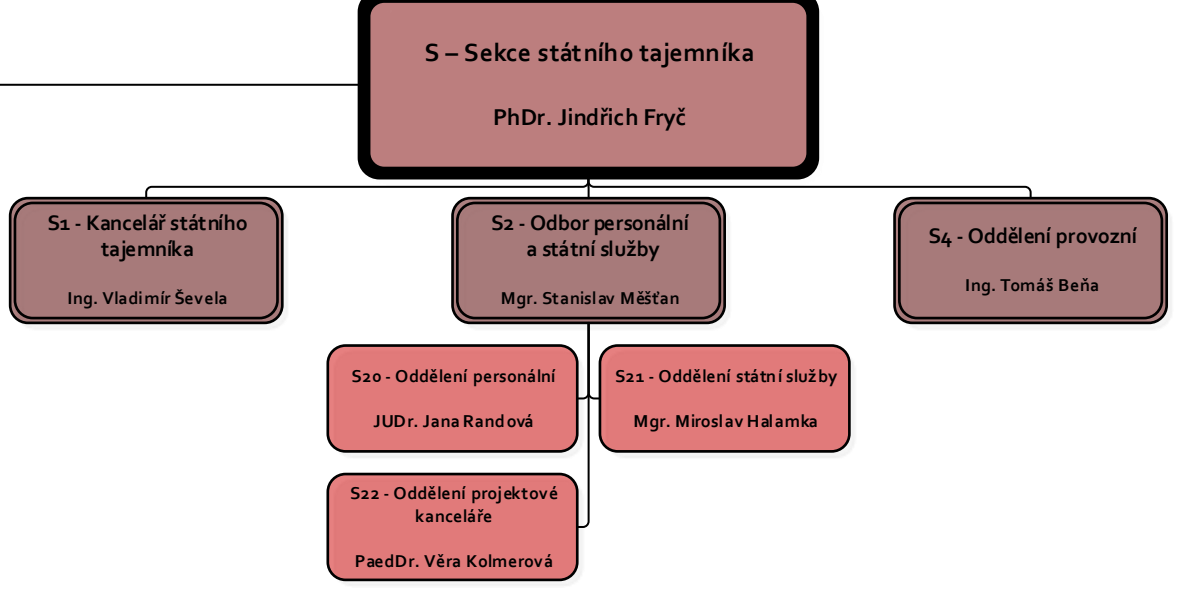 S – Sekce státního tajemníka
PhDr. Jindřich Fryč
S1 - Kancelář státního
tajemníka
Ing. Vladimír Ševela
S2 - Odbor personální
a státní služby
Mgr. Stanislav Měšťan
S4 - Oddělení provozní
Ing. Tomáš Beňa
S20 - Oddělení personální
JUDr. Jana Randová
S21 - Oddělení státní služby
Mgr. Miroslav Halamka
S22 - Oddělení projektové
kanceláře
PaedDr. Věra Kolmerová